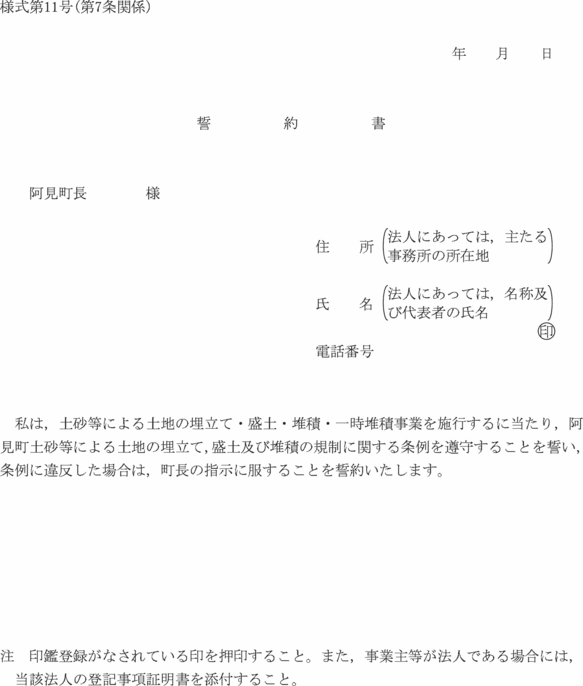 様式第11号(第7条関係)
年　　月　　日
誓　　　　約　　　　書
阿見町長　　　　様
住　　所 (法人にあっては，主たる
事務所の所在地)
氏　　名 (法人にあっては，名称及
び代表者の氏名)
㊞
電話番号
私は，土砂等による土地の埋立て・盛土・堆積・一時堆積事業を施行するに当たり，阿
見町土砂等による土地の埋立て，盛土及び堆積の規制に関する条例を遵守することを誓い，
条例に違反した場合は，町長の指示に服することを誓約いたします。
注　印鑑登録がなされている印を押印すること。また，事業主等が法人である場合には，
当該法人の登記事項証明書を添付すること。